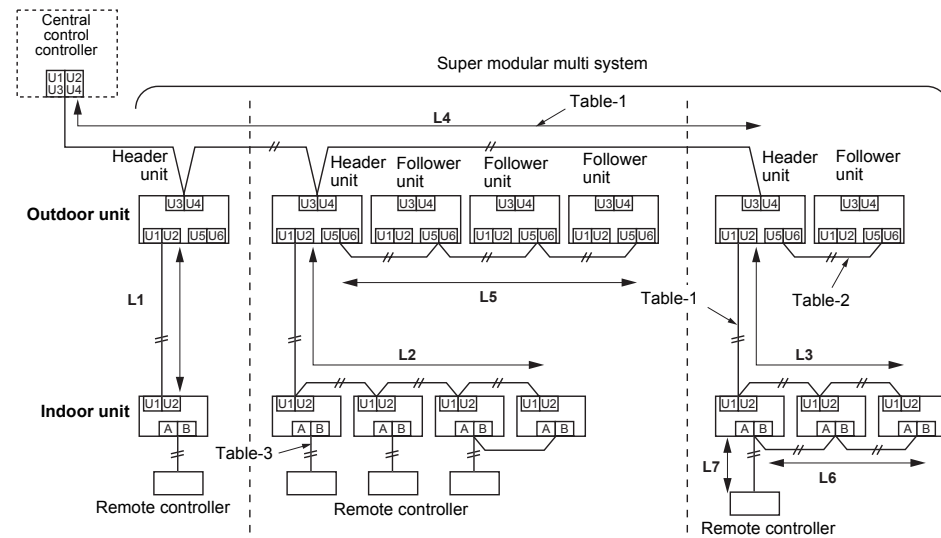 Central
control
controller
U1 U2
U3 U4
Super modular multi system
Table-1
L4
Header
unit
Header
unit
Follower
unit
Follower
unit
Follower
unit
Header
unit
Follower
unit
Outdoor unit
U3 U4
U3 U4
U3 U4
U3 U4
U3 U4
U3 U4
U3 U4
U1 U2 U5 U6
U1 U2 U5 U6
U1 U2 U5 U6
U1 U2 U5 U6
U1 U2 U5 U6
U1 U2 U5 U6
U1 U2 U5 U6
L1
L5
Table-1
Table-2
L2
L3
Indoor unit
U1 U2
U1 U2
U1 U2
U1 U2
U1 U2
U1 U2
U1 U2
U1 U2
A B
A B
A B
A B
A B
A B
A B
A B
Table-3
L7
L6
Remote controller
Remote controller
Remote controller